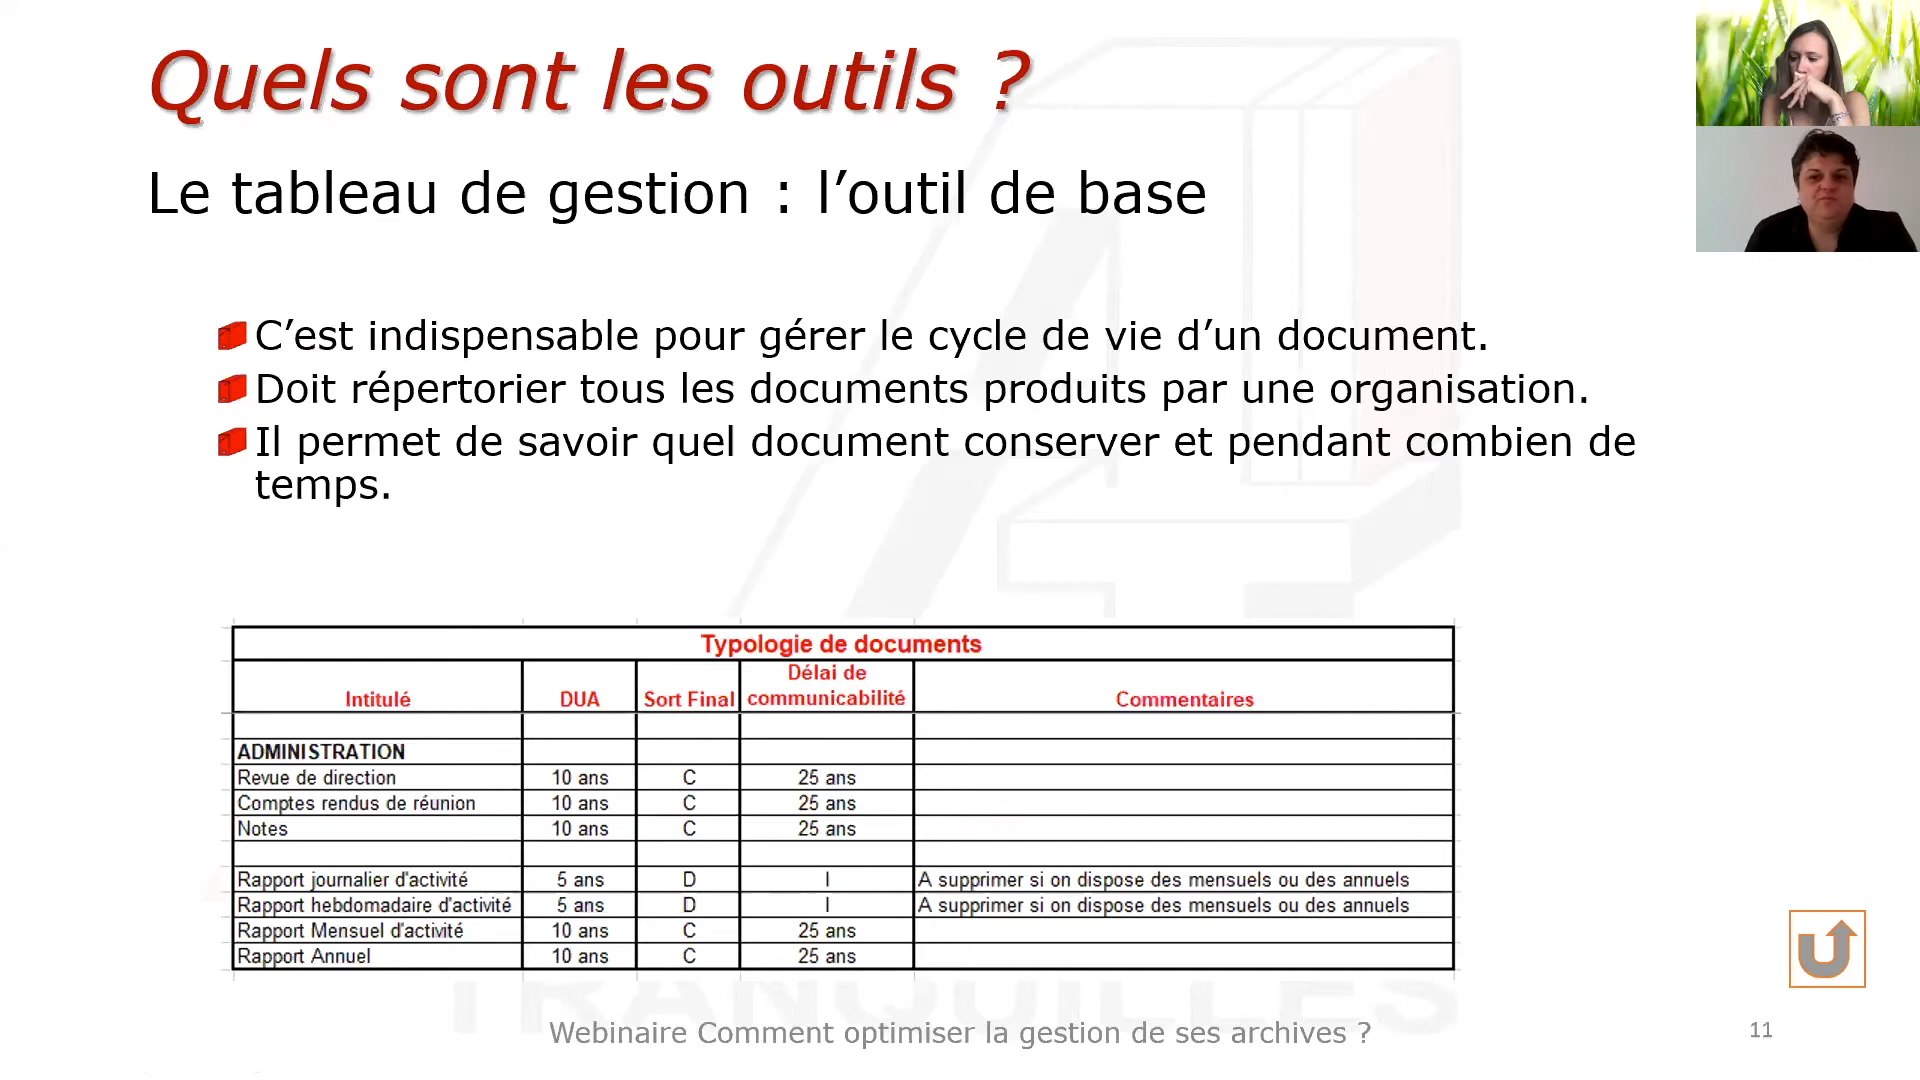 Quels sont les outils ?
Le tableau de gestion : l’outil de base
C’est indispensable pour gérer le cycle de vie d’un document.
Doit répertorier tous les documents produits par une organisation.
Il permet de savoir quel document conserver et pendant combien de
temps.
Typologie de documents
Intitulé DUA Sort Final Délai de communicabilité Commentaires
ADMINISTRATION
Revue de direction 10 ans C 25 ans
Comptes rendus de réunion 10 ans C 25 ans
Notes 10 ans C 25 ans
Rapport journalier d'activité 5 ans D I A supprimer si on dispose des mensuels ou des annuels
Rapport hebdomadaire d'activité 5 ans D I A supprimer si on dispose des mensuels ou des annuels
Rapport Mensuel d'activité 10 ans C 25 ans
Rapport Annuel 10 ans C 25 ans
TRANQUILLES
Webinaire Comment optimiser la gestion de ses archives ?
11